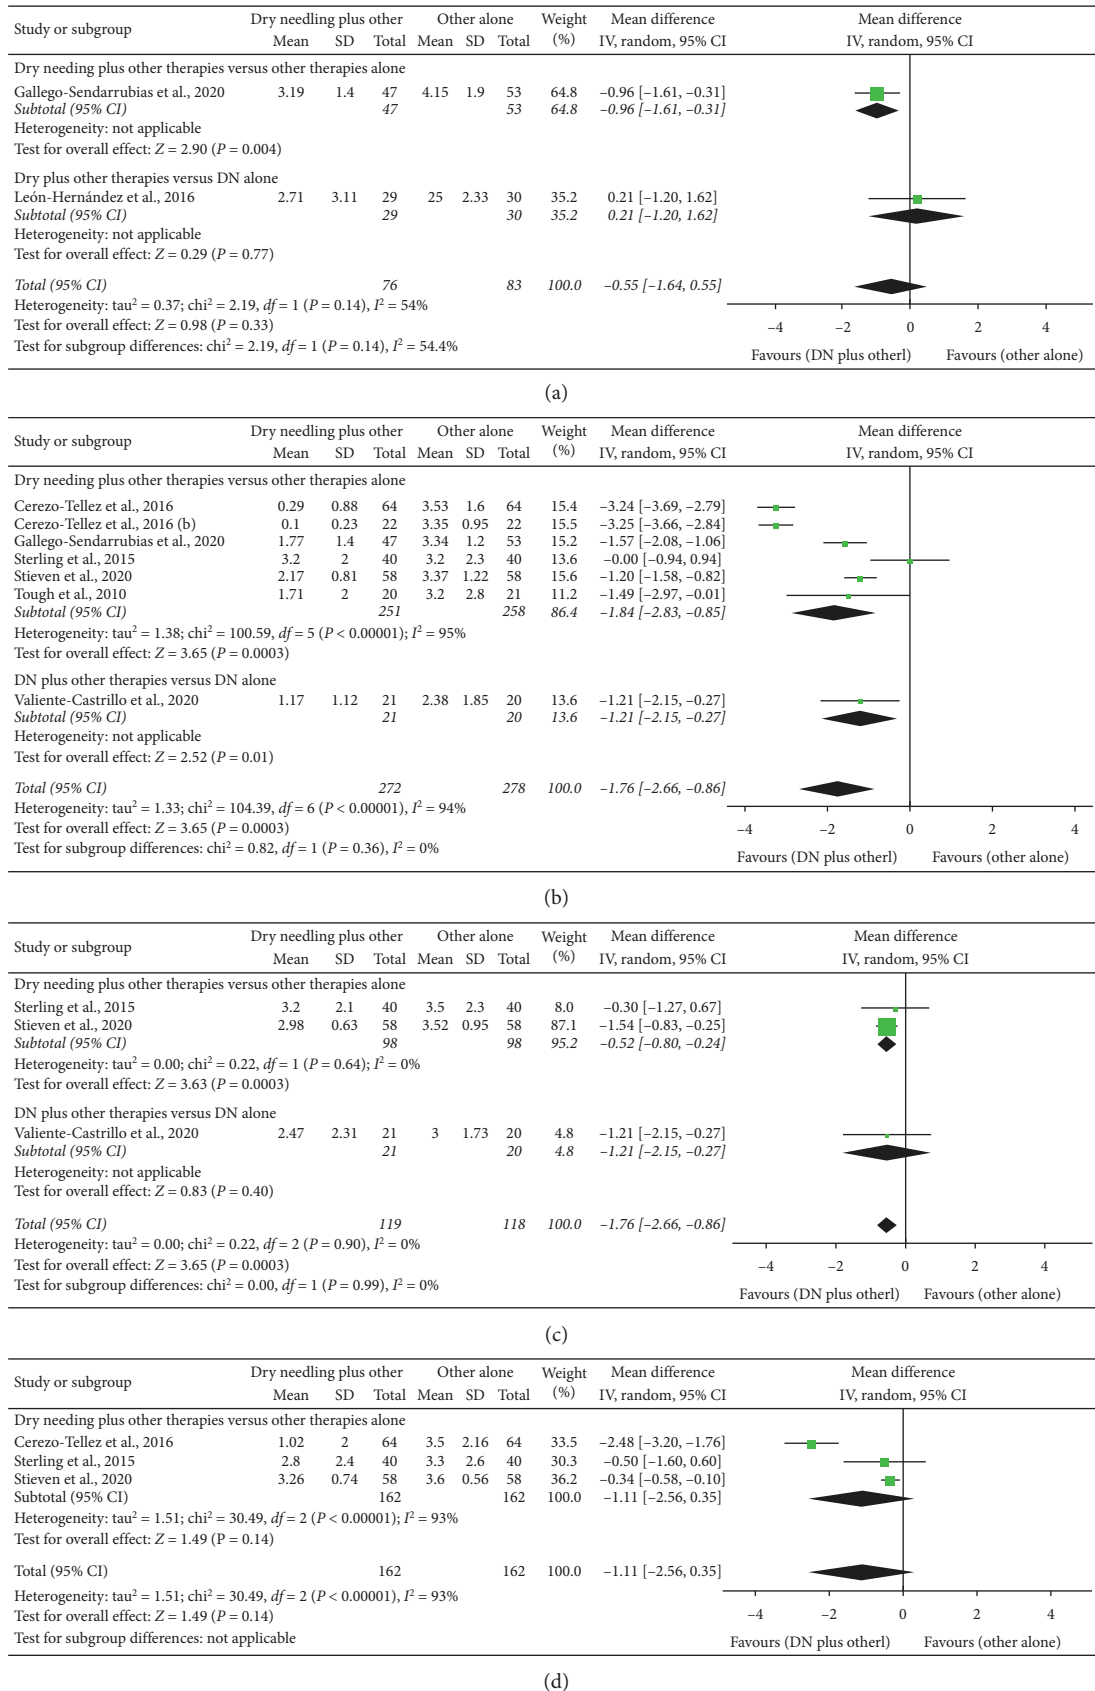 Study or subgroup Dry needling plus other Other alone Weight Mean difference Mean difference
Mean SD Total Mean SD Total (%) IV, random, 95% CI IV, random, 95% CI
Dry needing plus other therapies versus other therapies alone
Gallego-Sendarrubias et al., 2020 3.19 1.4 47 4.15 1.9 53 64.8 –0.96 [–1.61, –0.31]
Subtotal (95% CI) 47 53 64.8 –0.96 [–1.61, –0.31]
Heterogeneity: not applicable
Test for overall effect: Z = 2.90 (P = 0.004)
Dry plus other therapies versus DN alone
León-Hernández et al., 2016 2.71 3.11 29 25 2.33 30 35.2 0.21 [–1.20, 1.62]
Subtotal (95% CI) 29 30 35.2 0.21 [–1.20, 1.62]
Heterogeneity: not applicable
Test for overall effect: Z = 0.29 (P = 0.77)
Total (95% CI) 76 83 100.0 –0.55 [–1.64, 0.55]
Heterogeneity: tau² = 0.37; chi² = 2.19, df = 1 (P = 0.14), I² = 54%
Test for overall effect: Z = 0.98 (P = 0.33)
Test for subgroup differences: chi² = 2.19, df = 1 (P = 0.14), I² = 54.4%
–4 –2 0 2 4
Favours (DN plus otherl) Favours (other alone)
(a)
Study or subgroup Dry needling plus other Other alone Weight Mean difference Mean difference
Mean SD Total Mean SD Total (%) IV, random, 95% CI IV, random, 95% CI
Dry needing plus other therapies versus other therapies alone
Cerezo-Tellez et al., 2016 0.29 0.88 64 3.53 1.6 64 15.4 –3.24 [–3.69, –2.79]
Cerezo-Tellez et al., 2016 (b) 0.1 0.23 22 3.35 0.95 22 15.5 –3.25 [–3.66, –2.84]
Gallego-Sendarrubias et al., 2020 1.77 1.4 47 3.34 1.2 53 15.2 –1.57 [–2.08, –1.06]
Sterling et al., 2015 3.2 2 40 3.2 2.3 40 13.6 –0.00 [–0.94, 0.94]
Stieven et al., 2020 2.17 0.81 58 3.37 1.22 58 15.6 –1.20 [–1.58, –0.82]
Tough et al., 2010 1.71 2 20 3.2 2.8 21 11.2 –1.49 [–2.97, –0.01]
Subtotal (95% CI) 251 258 86.4 –1.84 [–2.83, –0.85]
Heterogeneity: tau² = 1.38; chi² = 100.59, df = 5 (P < 0.00001); I² = 95%
Test for overall effect: Z = 3.65 (P = 0.0003)
DN plus other therapies versus DN alone
Valiente-Castrillo et al., 2020 1.17 1.12 21 2.38 1.85 20 13.6 –1.21 [–2.15, –0.27]
Subtotal (95% CI) 21 20 13.6 –1.21 [–2.15, –0.27]
Heterogeneity: not applicable
Test for overall effect: Z = 2.52 (P = 0.01)
Total (95% CI) 272 278 100.0 –1.76 [–2.66, –0.86]
Heterogeneity: tau² = 1.33; chi² = 104.39, df = 6 (P < 0.00001), I² = 94%
Test for overall effect: Z = 3.65 (P = 0.0003)
Test for subgroup differences: chi² = 0.82, df = 1 (P = 0.36), I² = 0%
–4 –2 0 2 4
Favours (DN plus otherl) Favours (other alone)
(b)
Study or subgroup Dry needling plus other Other alone Weight Mean difference Mean difference
Mean SD Total Mean SD Total (%) IV, random, 95% CI IV, random, 95% CI
Dry needing plus other therapies versus other therapies alone
Sterling et al., 2015 3.2 2.1 40 3.5 2.3 40 8.0 –0.30 [–1.27, 0.67]
Stieven et al., 2020 2.98 0.63 58 3.52 0.95 58 87.1 –1.54 [–0.83, –0.25]
Subtotal (95% CI) 98 98 95.2 –0.52 [–0.80, –0.24]
Heterogeneity: tau² = 0.00; chi² = 0.22, df = 1 (P = 0.64); I² = 0%
Test for overall effect: Z = 3.63 (P = 0.0003)
DN plus other therapies versus DN alone
Valiente-Castrillo et al., 2020 2.47 2.31 21 3 1.73 20 4.8 –1.21 [–2.15, –0.27]
Subtotal (95% CI) 21 20 4.8 –1.21 [–2.15, –0.27]
Heterogeneity: not applicable
Test for overall effect: Z = 0.83 (P = 0.40)
Total (95% CI) 119 118 100.0 –1.76 [–2.66, –0.86]
Heterogeneity: tau² = 0.00; chi² = 0.22, df = 2 (P = 0.90), I² = 0%
Test for overall effect: Z = 3.65 (P = 0.0003)
Test for subgroup differences: chi² = 0.00, df = 1 (P = 0.99), I² = 0%
–4 –2 0 2 4
Favours (DN plus otherl) Favours (other alone)
(c)
Study or subgroup Dry needling plus other Other alone Weight Mean difference Mean difference
Mean SD Total Mean SD Total (%) IV, random, 95% CI IV, random, 95% CI
Dry needing plus other therapies versus other therapies alone
Cerezo-Tellez et al., 2016 1.02 2 64 3.5 2.16 64 33.5 –2.48 [–3.20, –1.76]
Sterling et al., 2015 2.8 2.4 40 3.3 2.6 40 30.3 –0.50 [–1.60, 0.60]
Stieven et al., 2020 3.26 0.74 58 3.6 0.56 58 36.2 –0.34 [–0.58, –0.10]
Subtotal (95% CI) 162 162 100.0 –1.11 [–2.56, 0.35]
Heterogeneity: tau² = 1.51; chi² = 30.49, df = 2 (P < 0.00001); I² = 93%
Test for overall effect: Z = 1.49 (P = 0.14)
Total (95% CI) 162 162 100.0 –1.11 [–2.56, 0.35]
Heterogeneity: tau² = 1.51; chi² = 30.49, df = 2 (P < 0.00001), I² = 93%
Test for overall effect: Z = 1.49 (P = 0.14)
Test for subgroup differences: not applicable
–4 –2 0 2 4
Favours (DN plus otherl) Favours (other alone)
(d)